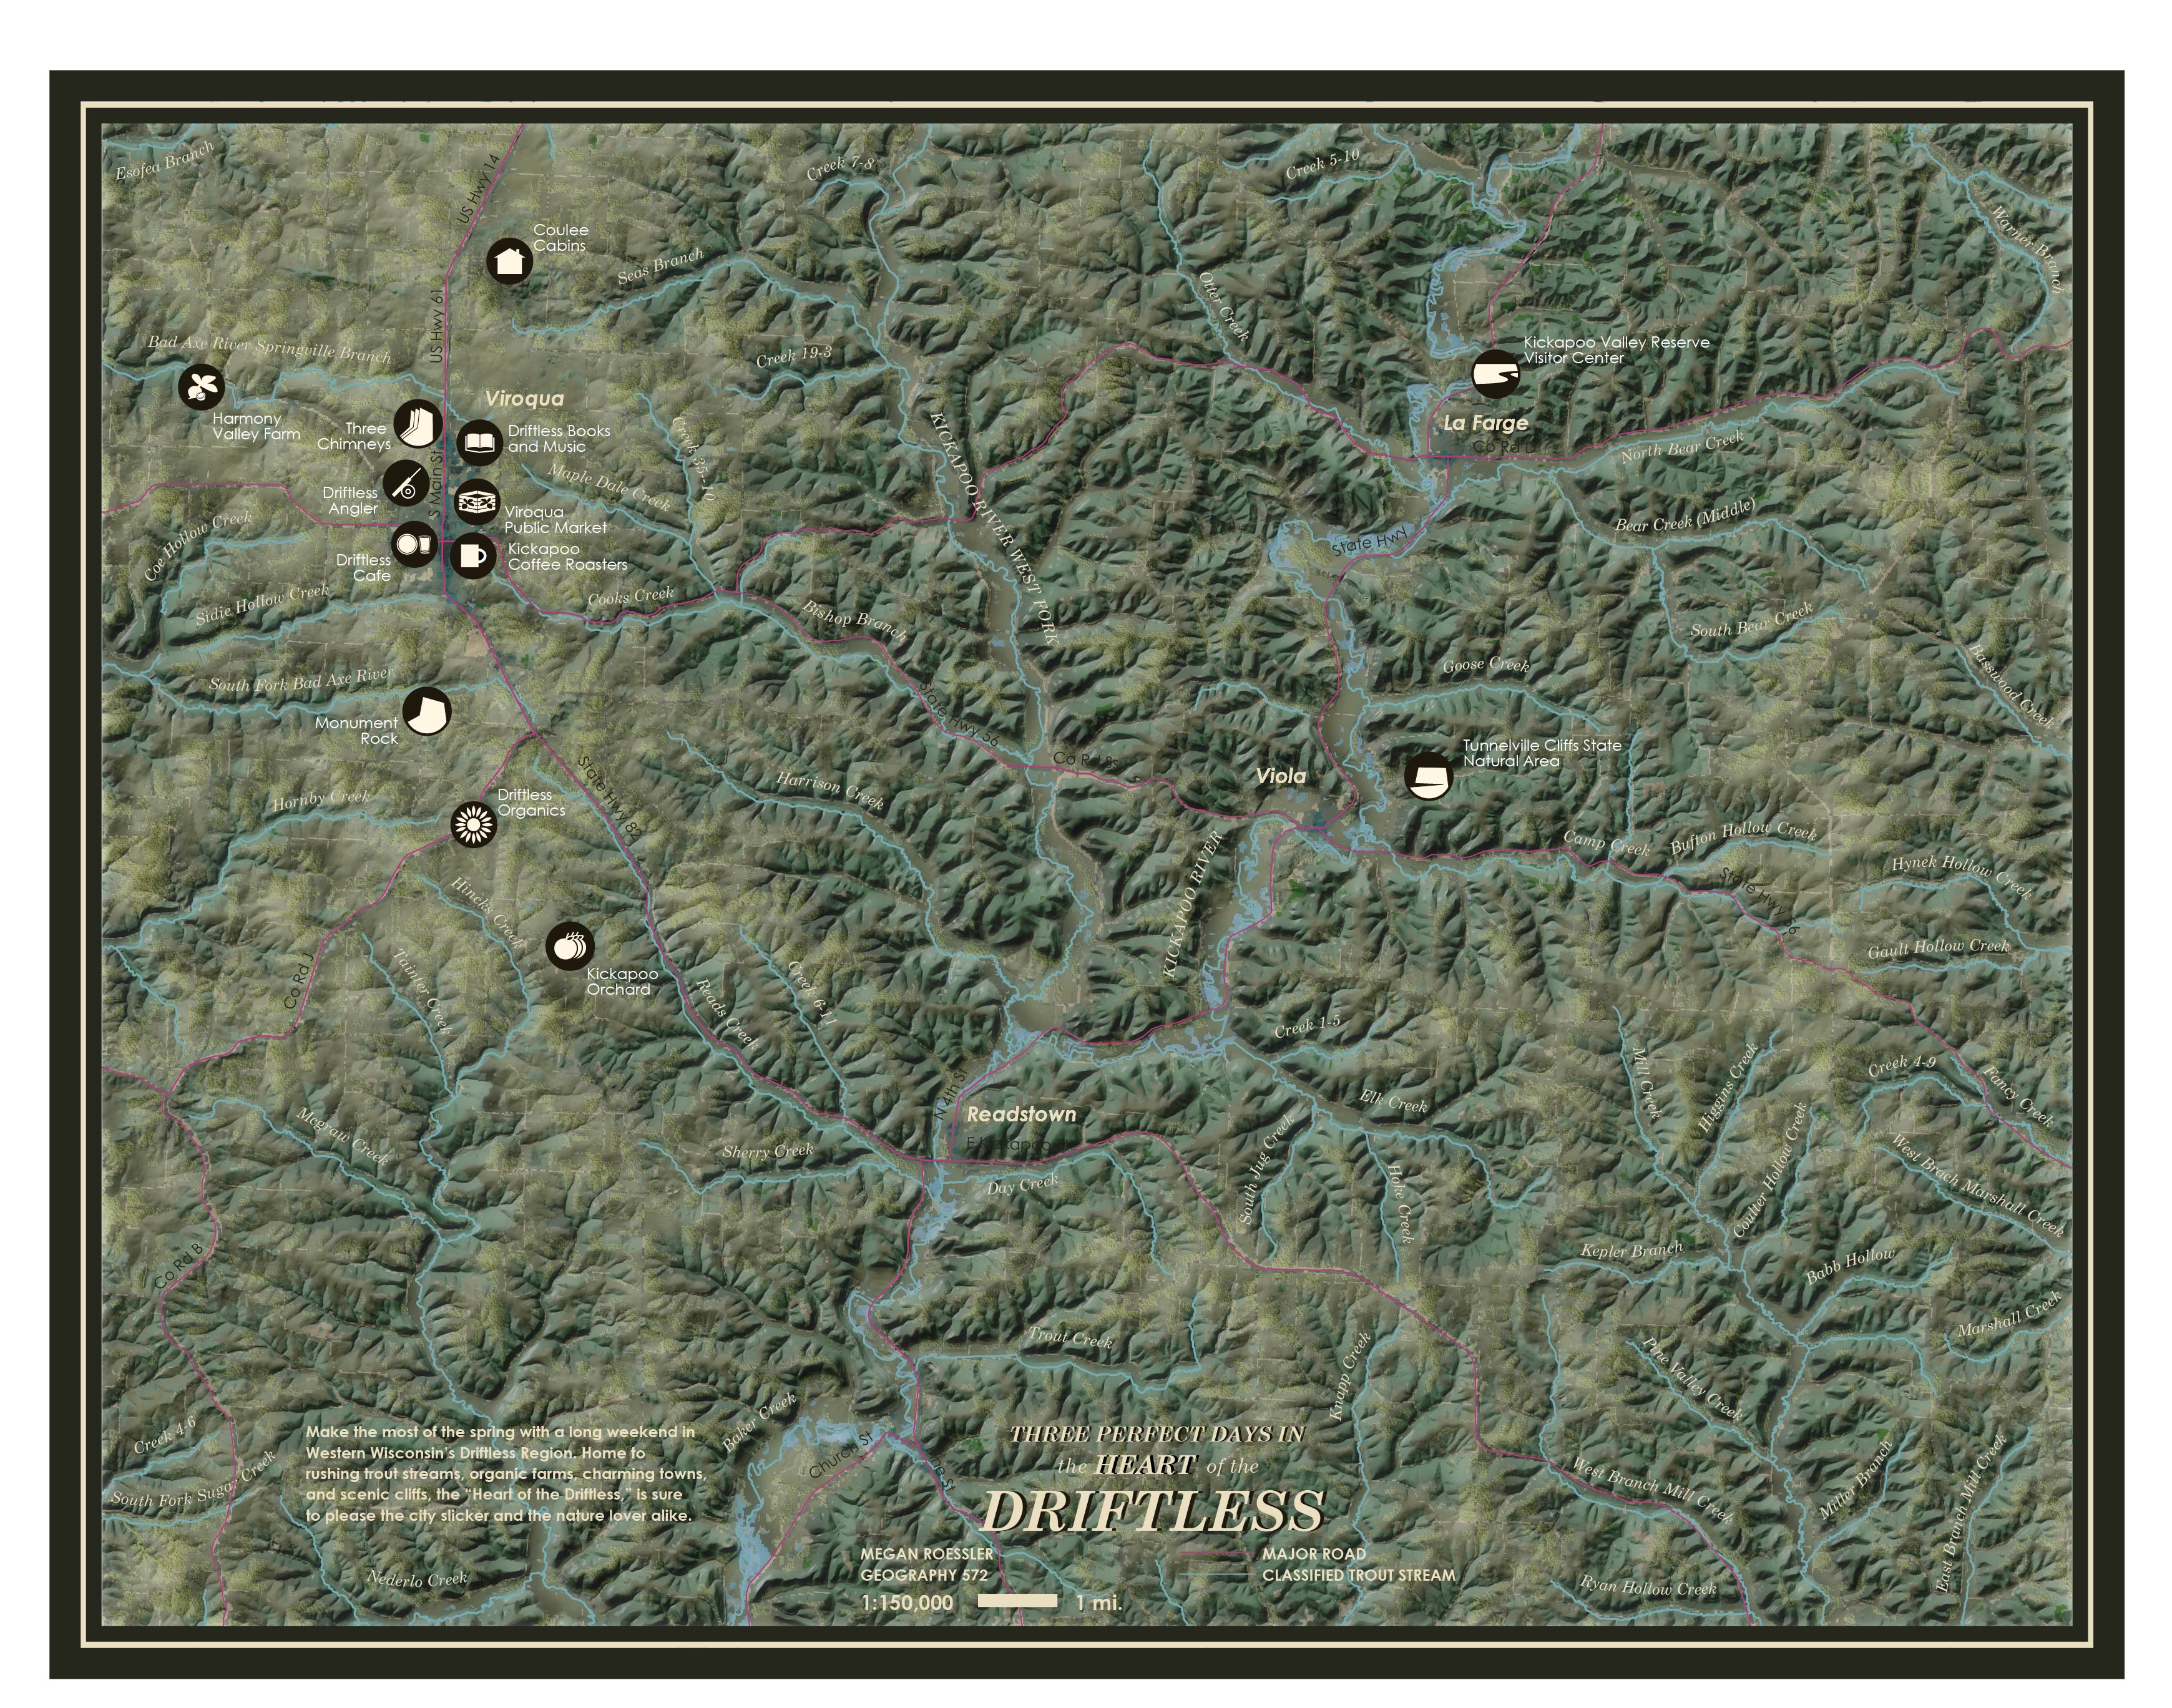 Esofea Branch
US Hwy 14
Creek 7-8
Creek 5-10
Warner Branch
Coulee
Cabins
Seas Branch
Otter Creek
US Hwy 61
Bad Axe River Springville Branch
Creek 19-3
Kickapoo Valley Reserve
Visitor Center
Harmony
Valley Farm
Viroqua
Three
Chimneys
Driftless Books
and Music
La Farge
Co Rd D
North Bear Creek
S Main St
Driftless
Angler
Maple Dale Creek
Creek 35-10
Viroqua
Public Market
KICKAPOO RIVER WEST FORK
Bear Creek (Middle)
State Hwy
Coe Hollow Creek
Driftless
Cafe
Kickapoo
Coffee Roasters
Sidie Hollow Creek
Cooks Creek
Bishop Branch
South Bear Creek
Basswood Creek
Goose Creek
South Fork Bad Axe River
Monument
Rock
State Hwy 56
Co Rd
Tunnelville Cliffs State
Natural Area
Viola
Harrison Creek
State Hwy 82
Driftless
Organics
Hornby Creek
KICKAPOO RIVER
Camp Creek
Bufton Hollow Creek
Hynek Hollow Creek
State Hwy 56
Gault Hollow Creek
Hincks Creek
Kickapoo
Orchard
Co Rd J
Tainter Creek
Reads Creek
Creek 6-11
Creek 1-5
Mill Creek
Higgins Creek
Creek 4-9
Fancy Creek
Elk Creek
N 4th St
Readstown
Mcgraw Creek
Sherry Creek
Day Creek
South Jug Creek
Hoke Creek
Coulter Hollow Creek
West Brach Marshall Creek
Co Rd B
Kepler Branch
Babb Hollow
Marshall Creek
Trout Creek
Knapp Creek
Pine Valley Creek
Baker Creek
Church St
Creek 4-6
South Fork Sugar Creek
Make the most of the spring with a long weekend in
Western Wisconsin's Driftless Region. Home to
rushing trout streams, organic farms, charming towns,
and scenic cliffs, the “Heart of the Driftless,” is sure
to please the city slicker and the nature lover alike.
THREE PERFECT DAYS IN
the HEART of the
DRIFTLESS
West Branch Mill Creek
Miller Branch
East Branch Mill Creek
Ryan Hollow Creek
Nederlo Creek
MEGAN ROESSLER
GEOGRAPHY 572
1:150,000
1 mi.
MAJOR ROAD
CLASSIFIED TROUT STREAM